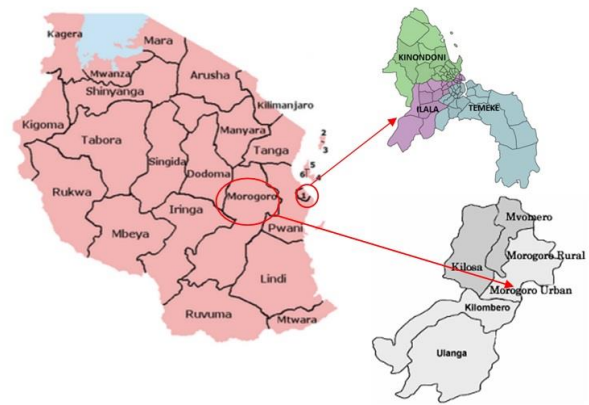 Kagera
Mara
Mwanza
Arusha
Shinyanga
Kilimanjaro
Kigoma
Tabora
Manyara
Tanga
Singida
Dodoma
Rukwa
Iringa
Morogoro
Mbeya
Pwani
Lindi
Ruvuma
Mtwara
2
3
5
6
4
1
KINONDONI
ILALA
TEMEKE
Mvomero
Morogoro Rural
Kilosa
Morogoro Urban
Kilombero
Ulanga